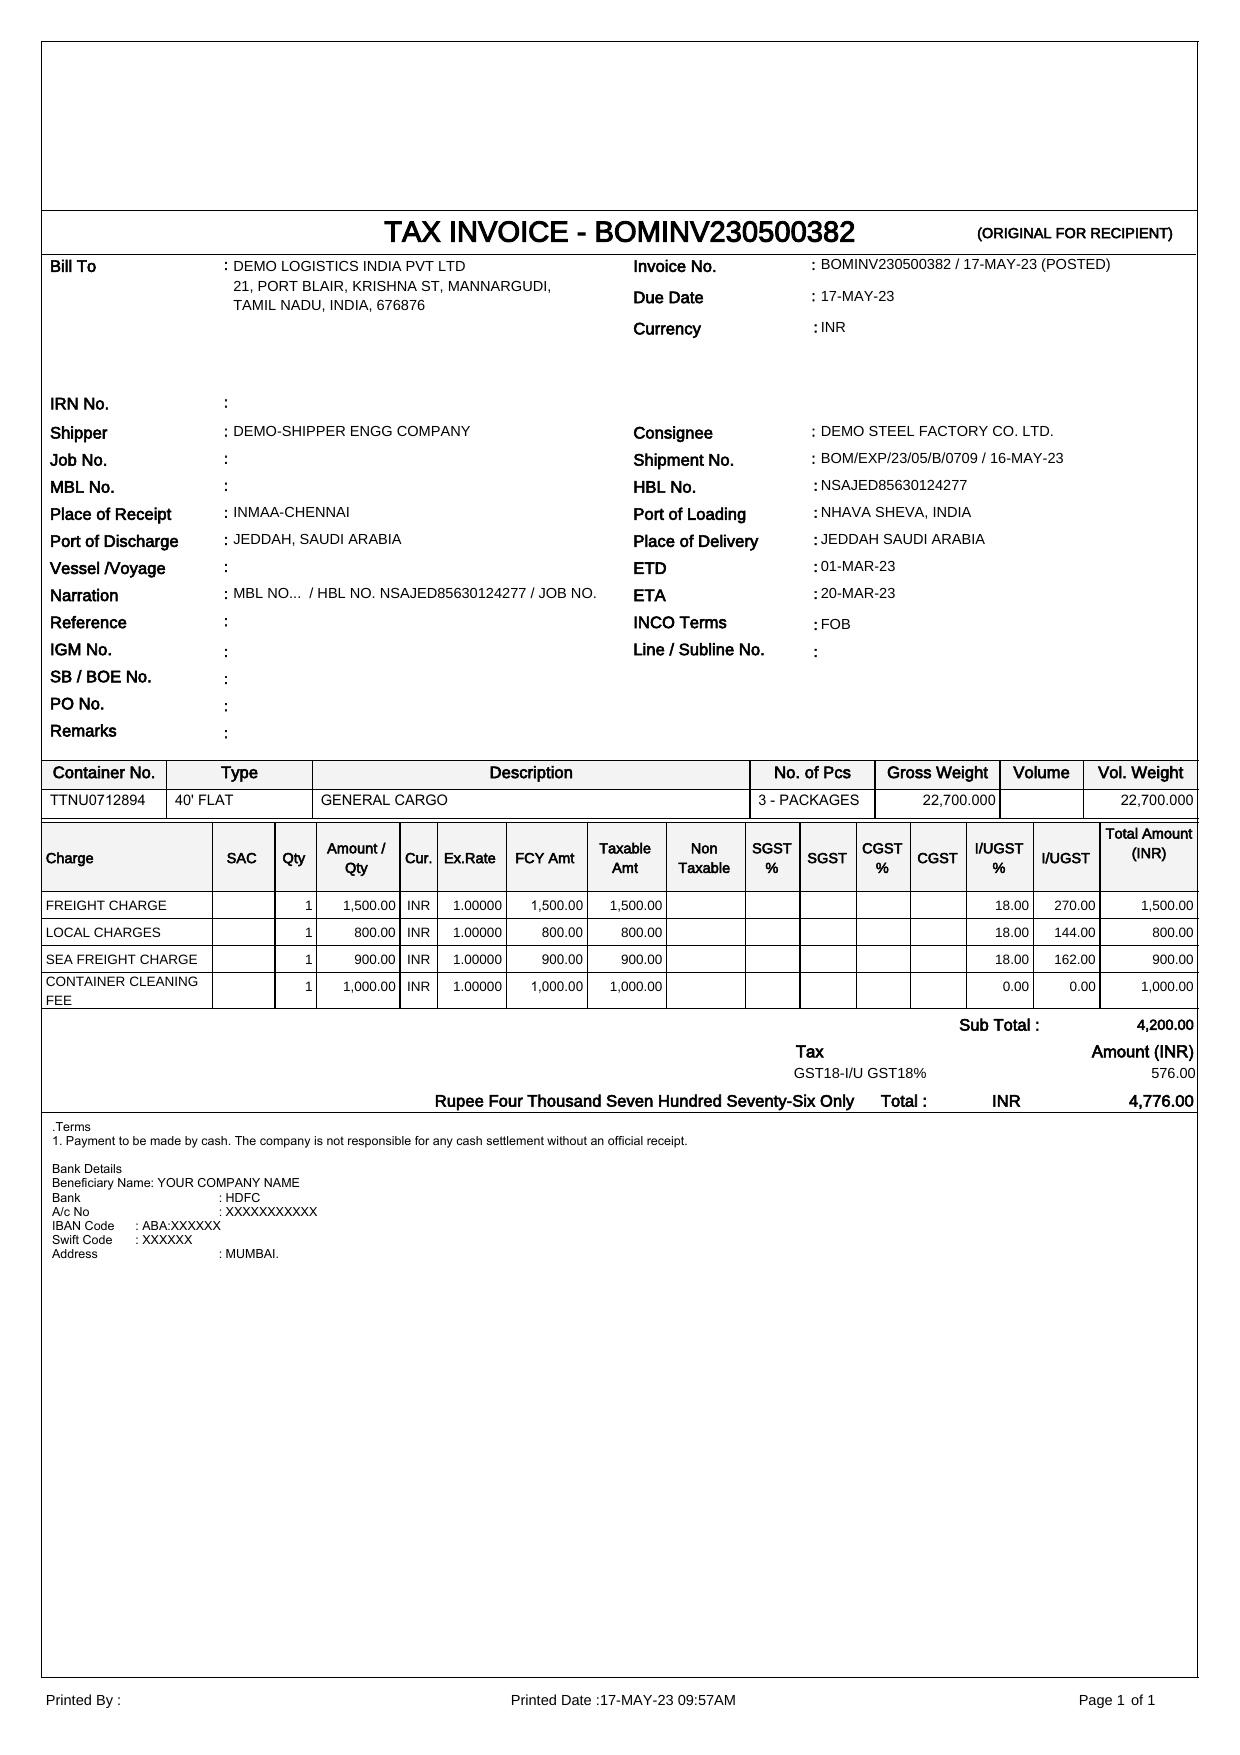 TAX INVOICE - BOMINV230500382 (ORIGINAL FOR RECIPIENT)
Bill To : DEMO LOGISTICS INDIA PVT LTD Invoice No. : BOMINV230500382 / 17-MAY-23 (POSTED)
21, PORT BLAIR, KRISHNA ST, MANNARGUDI,
TAMIL NADU, INDIA, 676876
Due Date : 17-MAY-23
Currency : INR
IRN No. :
Shipper : DEMO-SHIPPER ENGG COMPANY Consignee : DEMO STEEL FACTORY CO. LTD.
Job No. : Shipment No. : BOM/EXP/23/05/B/0709 / 16-MAY-23
MBL No. : HBL No. : NSAJED85630124277
Place of Receipt : INMAA-CHENNAI Port of Loading : NHAVA SHEVA, INDIA
Port of Discharge : JEDDAH, SAUDI ARABIA Place of Delivery : JEDDAH SAUDI ARABIA
Vessel /Voyage : ETD : 01-MAR-23
Narration : MBL NO... / HBL NO. NSAJED85630124277 / JOB NO. ETA : 20-MAR-23
Reference : INCO Terms : FOB
IGM No. : Line / Subline No. :
SB / BOE No. :
PO No. :
Remarks :
Container No. Type Description No. of Pcs Gross Weight Volume Vol. Weight
TTNU0712894 40' FLAT GENERAL CARGO 3 - PACKAGES 22,700.000 22,700.000
Charge SAC Qty Amount / Qty Cur. Ex.Rate FCY Amt Taxable Amt Non Taxable SGST % SGST CGST % CGST I/UGST % I/UGST Total Amount (INR)
FREIGHT CHARGE 1 1,500.00 INR 1.00000 1,500.00 1,500.00 18.00 270.00 1,500.00
LOCAL CHARGES 1 800.00 INR 1.00000 800.00 800.00 18.00 144.00 800.00
SEA FREIGHT CHARGE 1 900.00 INR 1.00000 900.00 900.00 18.00 162.00 900.00
CONTAINER CLEANING FEE 1 1,000.00 INR 1.00000 1,000.00 1,000.00 0.00 0.00 1,000.00
Sub Total : 4,200.00
Tax Amount (INR)
GST18-I/U GST18% 576.00
Rupee Four Thousand Seven Hundred Seventy-Six Only Total : INR 4,776.00
.Terms
1. Payment to be made by cash. The company is not responsible for any cash settlement without an official receipt.
Bank Details
Beneficiary Name: YOUR COMPANY NAME
Bank : HDFC
A/c No : XXXXXXXXXXX
IBAN Code : ABA:XXXXXX
Swift Code : XXXXXX
Address : MUMBAI.
Printed By : Printed Date :17-MAY-23 09:57AM Page 1 of 1